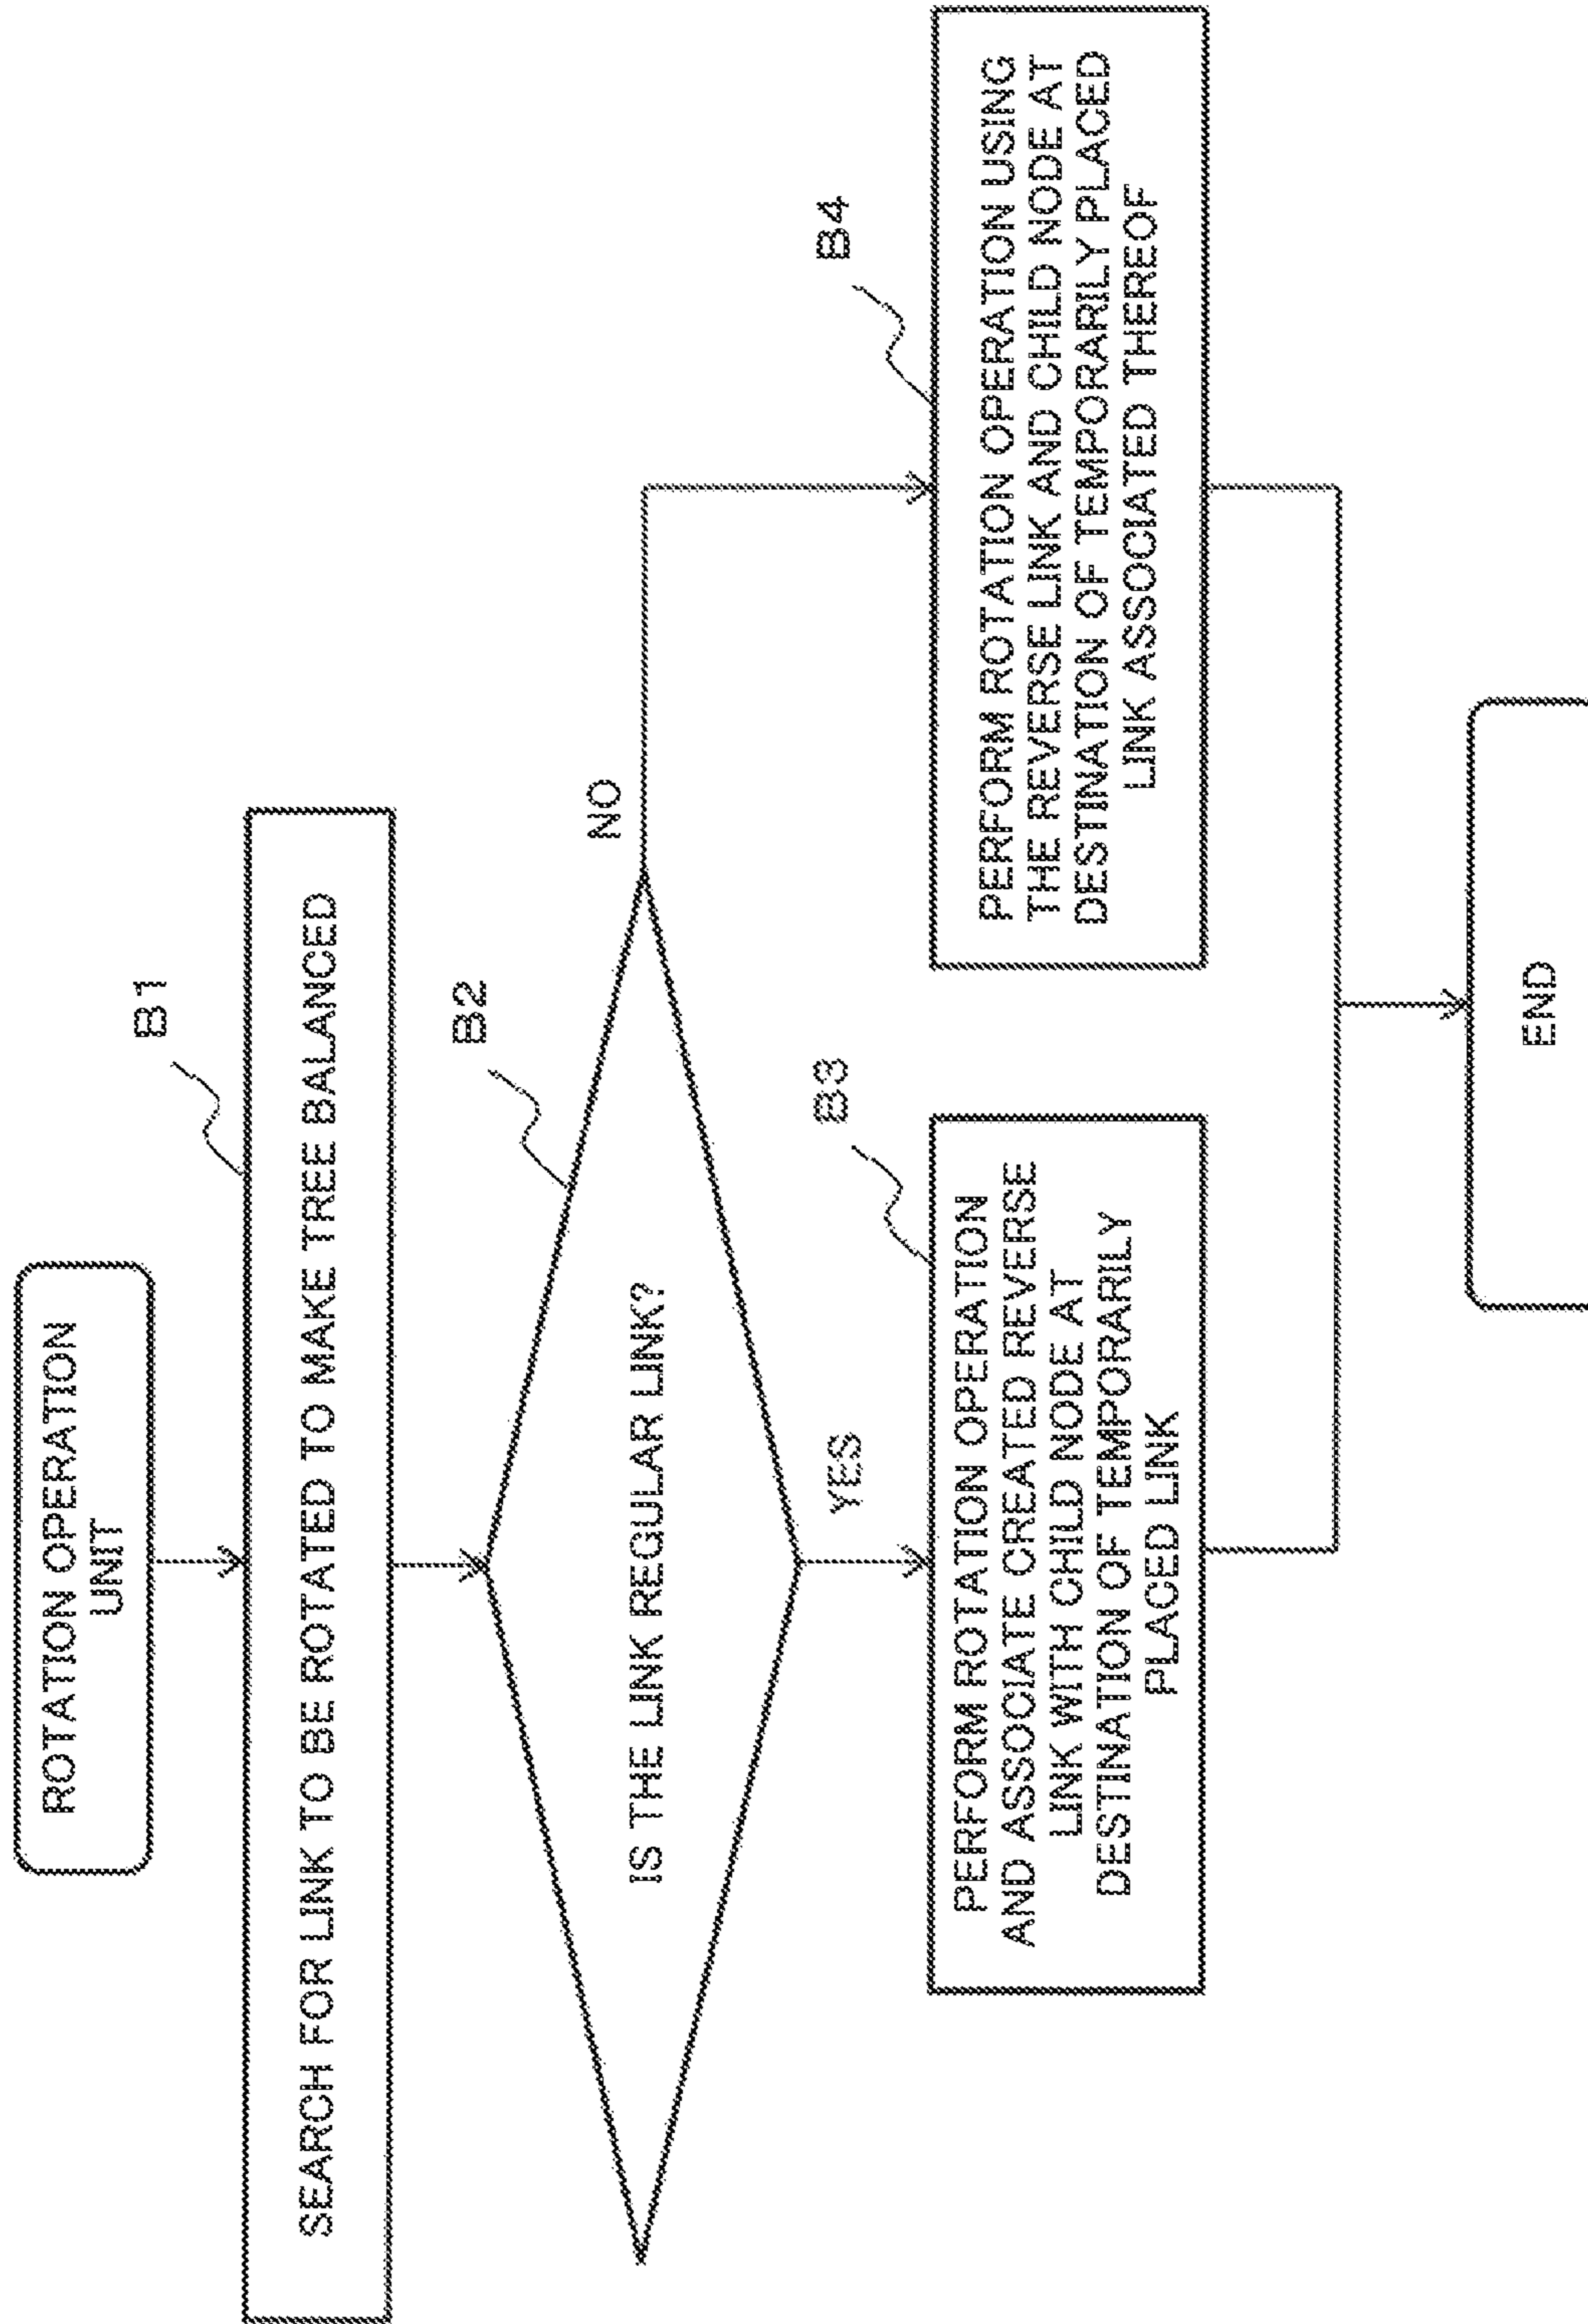 ROTATION OPERATION
UNIT
B1
SEARCH FOR LINK TO BE ROTATED TO MAKE TREE BALANCED
B2
IS THE LINK REGULAR LINK?
NO
YES
B3
PERFORM ROTATION OPERATION
AND ASSOCIATE CREATED REVERSE
LINK WITH CHILD NODE AT
DESTINATION OF TEMPORARILY
PLACED LINK
B4
PERFORM ROTATION OPERATION USING
THE REVERSE LINK AND CHILD NODE AT
DESTINATION OF TEMPORARILY PLACED
LINK ASSOCIATED THEREOF
END